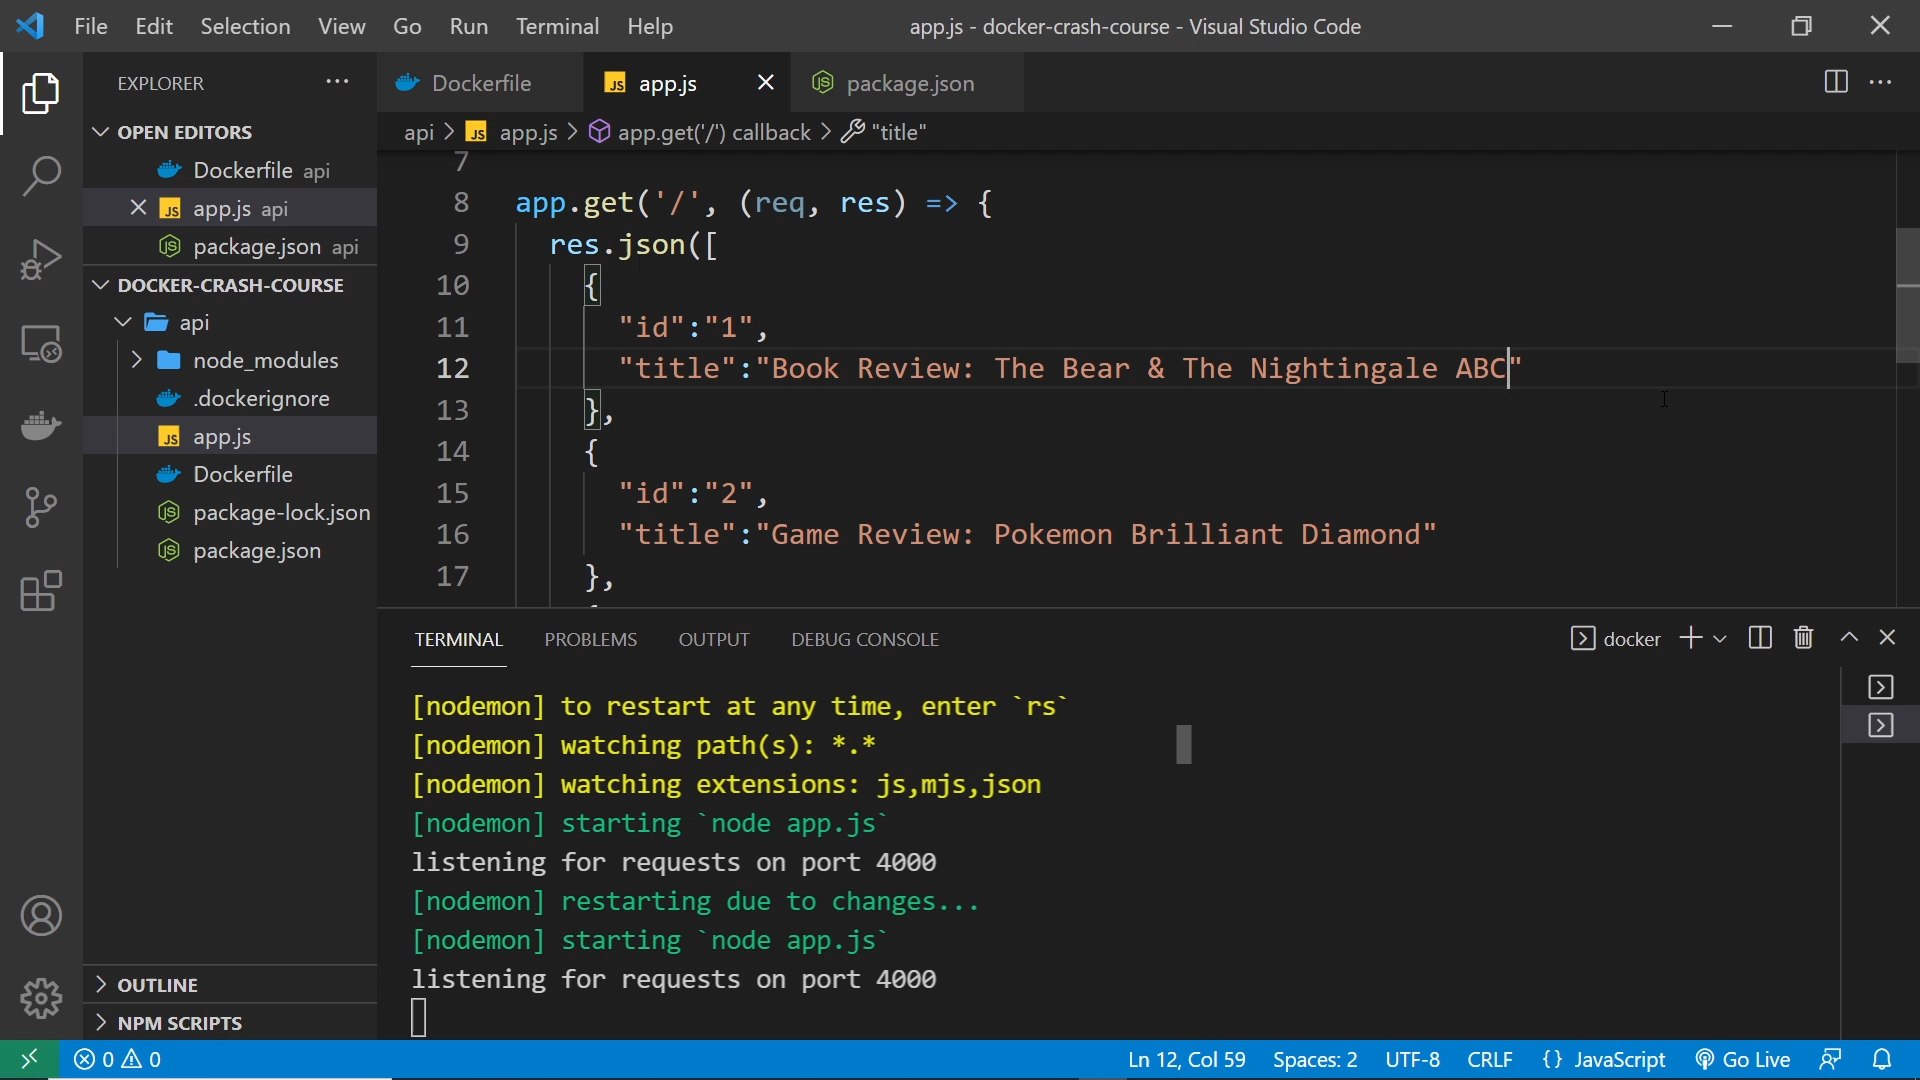 File Edit Selection View Go Run Terminal Help
app.js - docker-crash-course - Visual Studio Code
EXPLORER
OPEN EDITORS
Dockerfile api
app.js api
package.json api
DOCKER-CRASH-COURSE
api
node_modules
.dockerignore
app.js
Dockerfile
package-lock.json
package.json
OUTLINE
NPM SCRIPTS
Dockerfile
JS app.js
package.json
api > JS app.js > app.get('/') callback > "title"
7
8 app.get('/', (req, res) => {
9 res.json([
10 {
11 "id":"1",
12 "title":"Book Review: The Bear & The Nightingale ABC"
13 },
14 {
15 "id":"2",
16 "title":"Game Review: Pokemon Brilliant Diamond"
17 },
TERMINAL PROBLEMS OUTPUT DEBUG CONSOLE
docker
[nodemon] to restart at any time, enter `rs`
[nodemon] watching path(s): *.*
[nodemon] watching extensions: js,mjs,json
[nodemon] starting `node app.js`
listening for requests on port 4000
[nodemon] restarting due to changes...
[nodemon] starting `node app.js`
listening for requests on port 4000
0 0
Ln 12, Col 59 Spaces: 2 UTF-8 CRLF {} JavaScript Go Live